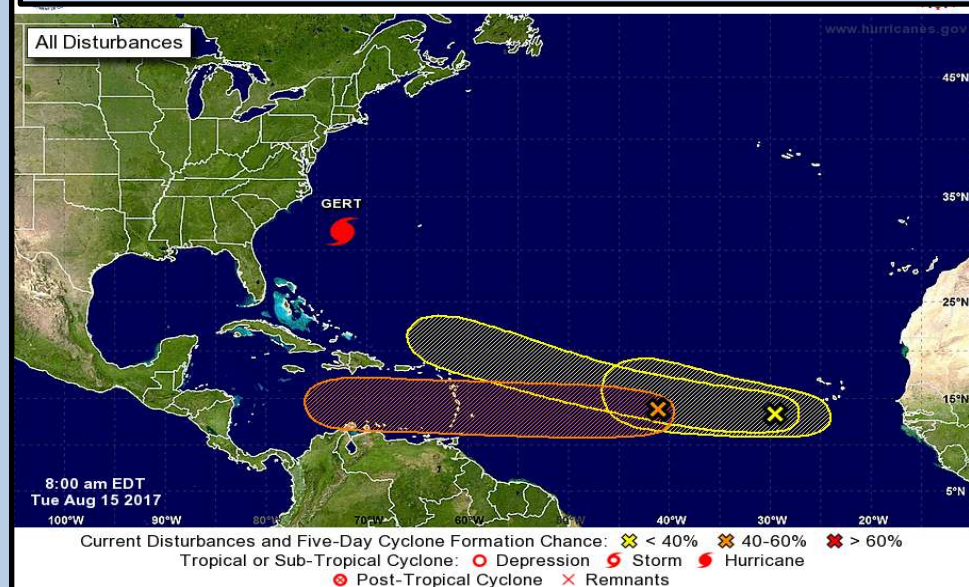 www.hurricanes.gov
All Disturbances
45°N
GERT
35°N
25°N
15°N
8:00 am EDT
Tue Aug 15 2017
5°N
100°W 90°W 80°W 70°W 60°W 50°W 40°W 30°W 20°W
Current Disturbances and Five-Day Cyclone Formation Chance: < 40% 40-60% > 60%
Tropical or Sub-Tropical Cyclone: Depression Storm Hurricane
Post-Tropical Cyclone Remnants